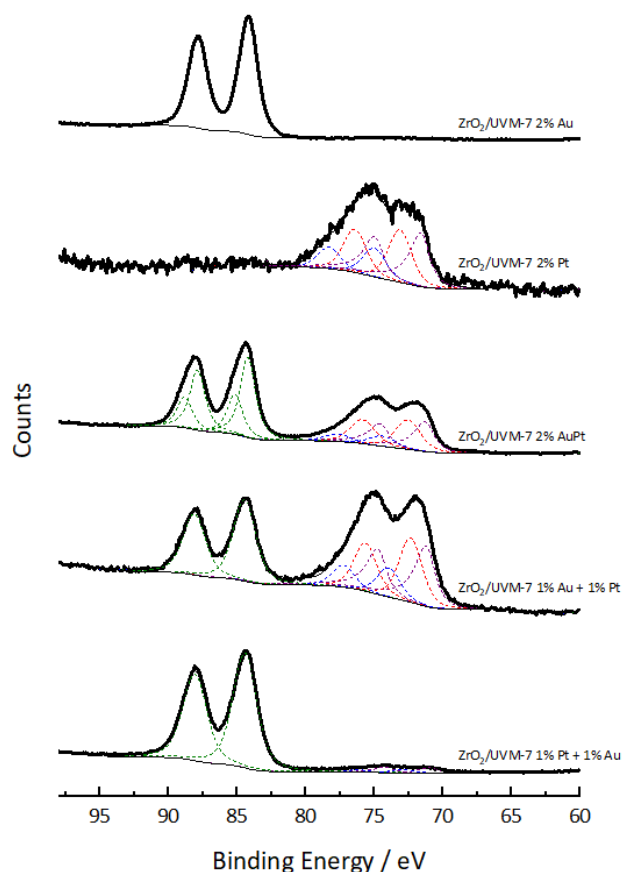 ZrO₂/UVM-7 2% Au
ZrO₂/UVM-7 2% Pt
ZrO₂/UVM-7 2% AuPt
ZrO₂/UVM-7 1% Au + 1% Pt
ZrO₂/UVM-7 1% Pt + 1% Au
Counts
95 90 85 80 75 70 65 60
Binding Energy / eV